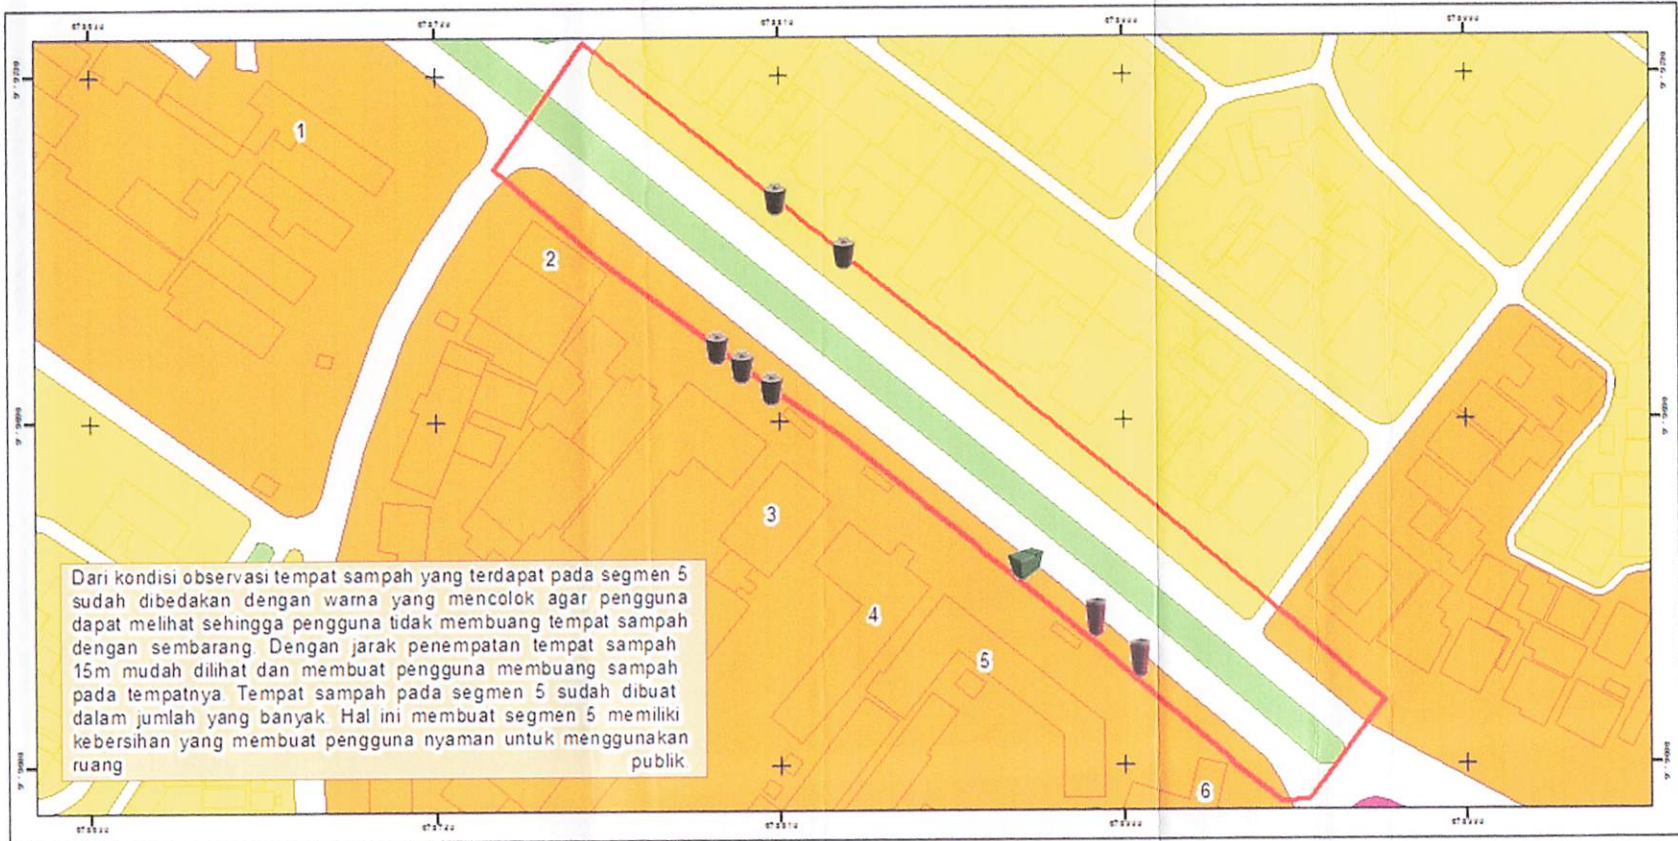 1
2
3
4
5
6
Dari kondisi observasi tempat sampah yang terdapat pada segmen 5
sudah dibedakan dengan warna yang mencolok agar pengguna
dapat melihat sehingga pengguna tidak membuang tempat sampah
dengan sembarang. Dengan jarak penempatan tempat sampah
15m mudah dilihat dan membuat pengguna membuang sampah
pada tempatnya. Tempat sampah pada segmen 5 sudah dibuat
dalam jumlah yang banyak. Hal ini membuat segmen 5 memiliki
kebersihan yang membuat pengguna nyaman untuk menggunakan
ruang publik.